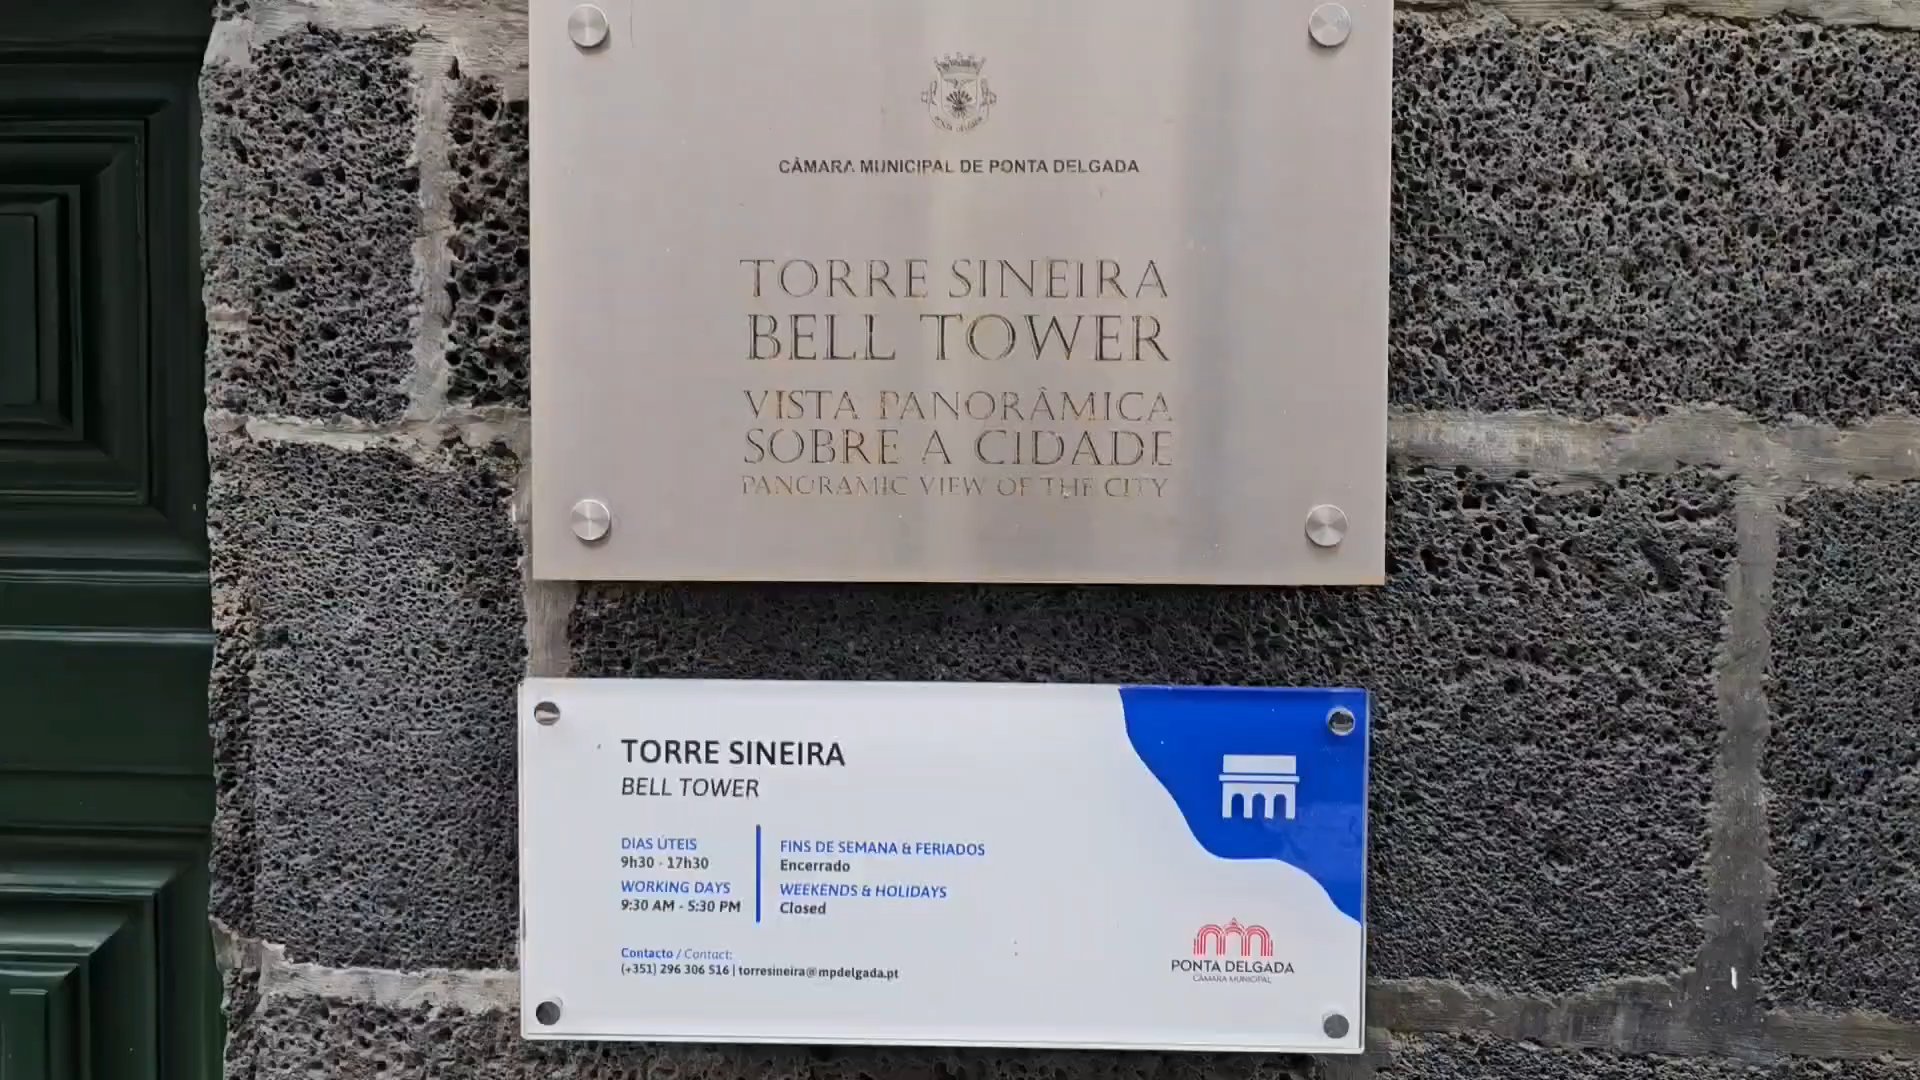 PONTA DELGADA
CÂMARA MUNICIPAL DE PONTA DELGADA
TORRE SINEIRA
BELL TOWER
VISTA PANORÂMICA
SOBRE A CIDADE
PANORAMIC VIEW OF THE CITY
TORRE SINEIRA
BELL TOWER
DIAS ÚTEIS
9h30 - 17h30
WORKING DAYS
9:30 AM - 5:30 PM
FINS DE SEMANA & FERIADOS
Encerrado
WEEKENDS & HOLIDAYS
Closed
Contacto / Contact:
(+351) 296 306 516 | torresineira@mpdelgada.pt
PONTA DELGADA
CÂMARA MUNICIPAL